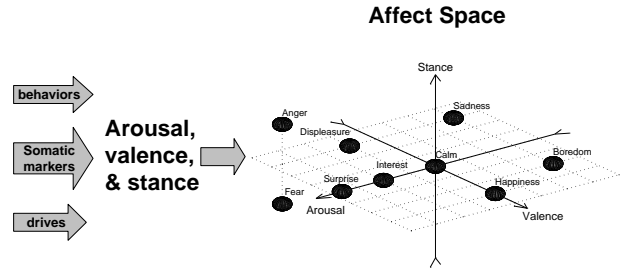 Affect Space
behaviors
Somatic
markers
drives
Arousal,
valence,
& stance
Stance
Anger
Sadness
Displeasure
Calm
Boredom
Interest
Surprise
Happiness
Fear
Arousal
Valence